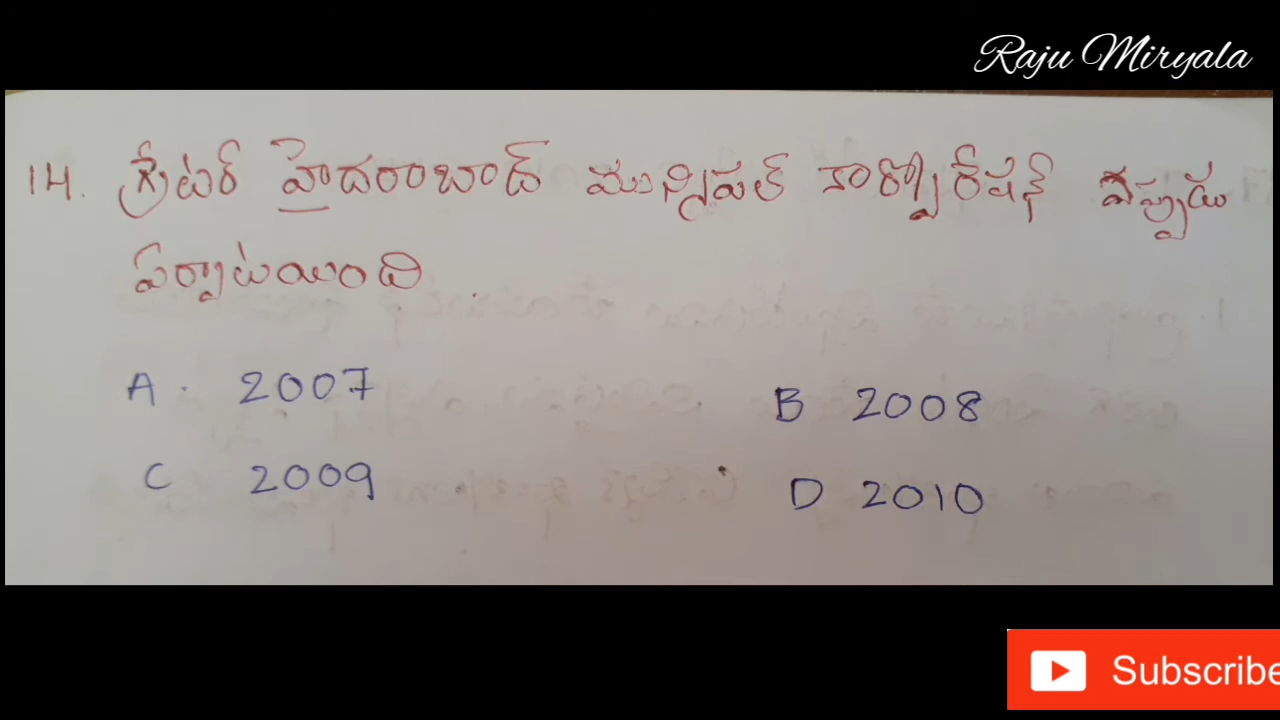 Raju Miryala
14. గ్రేటర్ హైదరాబాద్ మున్సిపల్ కార్పోరేషన్ ఎప్పుడు
ఏర్పాటయింది.
A. 2007
B 2008
C 2009
D 2010
Subscribe